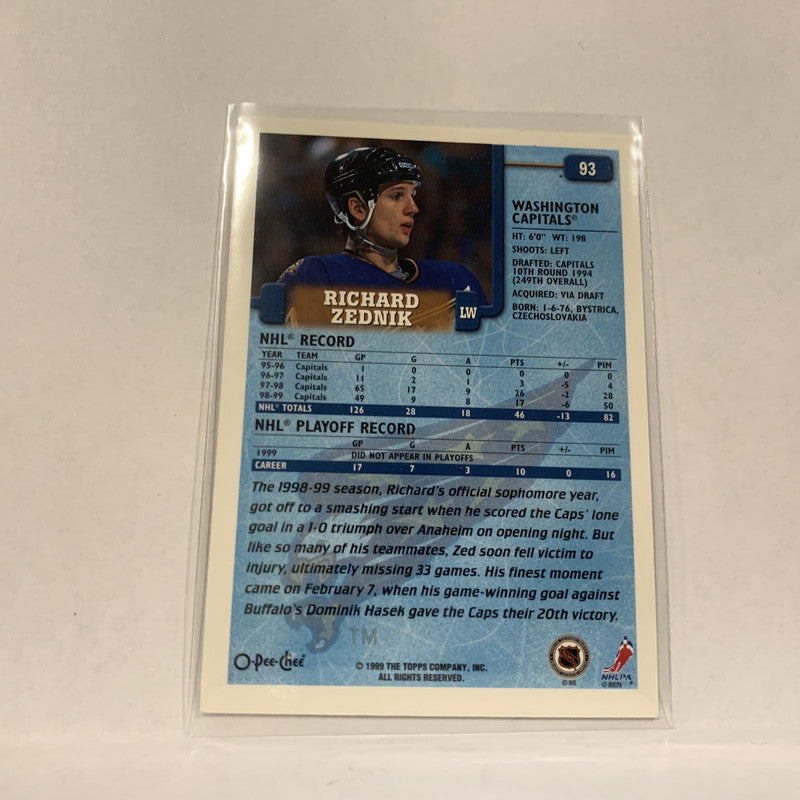 93
WASHINGTON
CAPITALS®
HT: 6'0" WT: 198
SHOOTS: LEFT
DRAFTED: CAPITALS
10TH ROUND 1994
(249TH OVERALL)
ACQUIRED: VIA DRAFT
BORN: 1-6-76, BYSTRICA,
CZECHOSLOVAKIA
RICHARD
ZEDNIK
LW
NHL® RECORD
YEAR TEAM GP G A PTS +/- PIM
95-96 Capitals 1 0 0 0 0 0
96-97 Capitals 11 2 1 3 -5 4
97-98 Capitals 65 17 9 26 -2 28
98-99 Capitals 49 9 8 17 -6 50
NHL® TOTALS 126 28 18 46 -13 82
NHL® PLAYOFF RECORD
GP G A PTS +/- PIM
1999 DID NOT APPEAR IN PLAYOFFS
CAREER 17 7 3 10 0 16
The 1998-99 season, Richard's official sophomore year,
got off to a smashing start when he scored the Caps' lone
goal in a 1-0 triumph over Anaheim on opening night. But
like so many of his teammates, Zed soon fell victim to
injury, ultimately missing 33 games. His finest moment
came on February 7, when his game-winning goal against
Buffalo's Dominik Hasek gave the Caps their 20th victory.
TM
O-Pee-Chee®
© 1999 THE TOPPS COMPANY, INC.
ALL RIGHTS RESERVED.
NHL
© NHL
NHLPA
© NHLPA